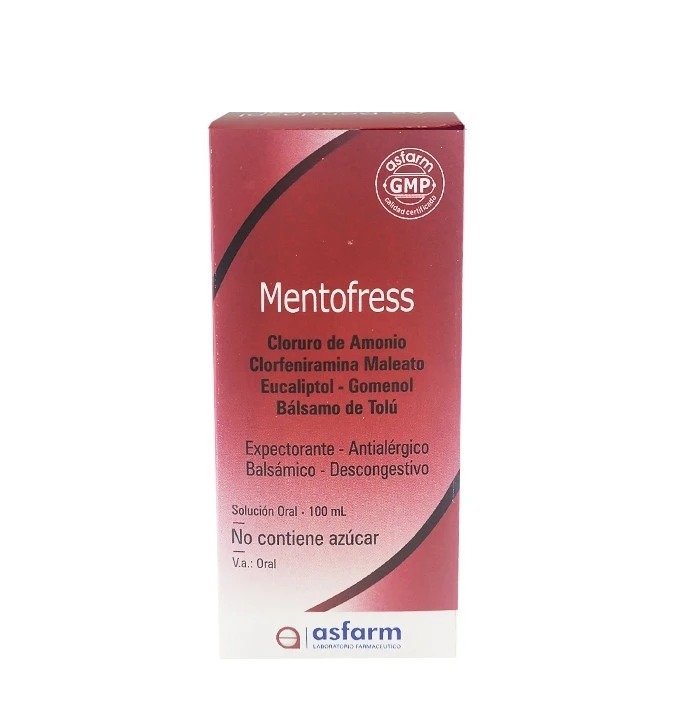 asfarm
GMP
calidad certificada
Mentofress
Cloruro de Amonio
Clorfeniramina Maleato
Eucaliptol - Gomenol
Bálsamo de Tolú
Expectorante - Antialérgico
Balsámico - Descongestivo
Solución Oral - 100 mL
No contiene azúcar
V.a.: Oral
asfarm
LABORATORIO FARMACEUTICO